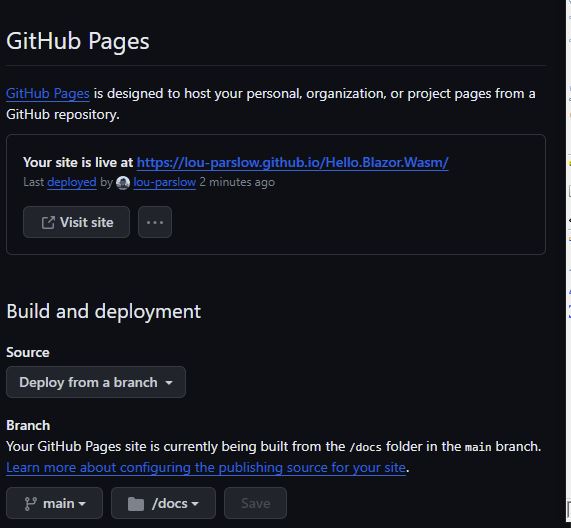 GitHub Pages
GitHub Pages is designed to host your personal, organization, or project pages from a
GitHub repository.
Your site is live at https://lou-parslow.github.io/Hello.Blazor.Wasm/
Last deployed by lou-parslow 2 minutes ago
Visit site
Build and deployment
Source
Deploy from a branch
Branch
Your GitHub Pages site is currently being built from the /docs folder in the main branch.
Learn more about configuring the publishing source for your site.
main /docs Save